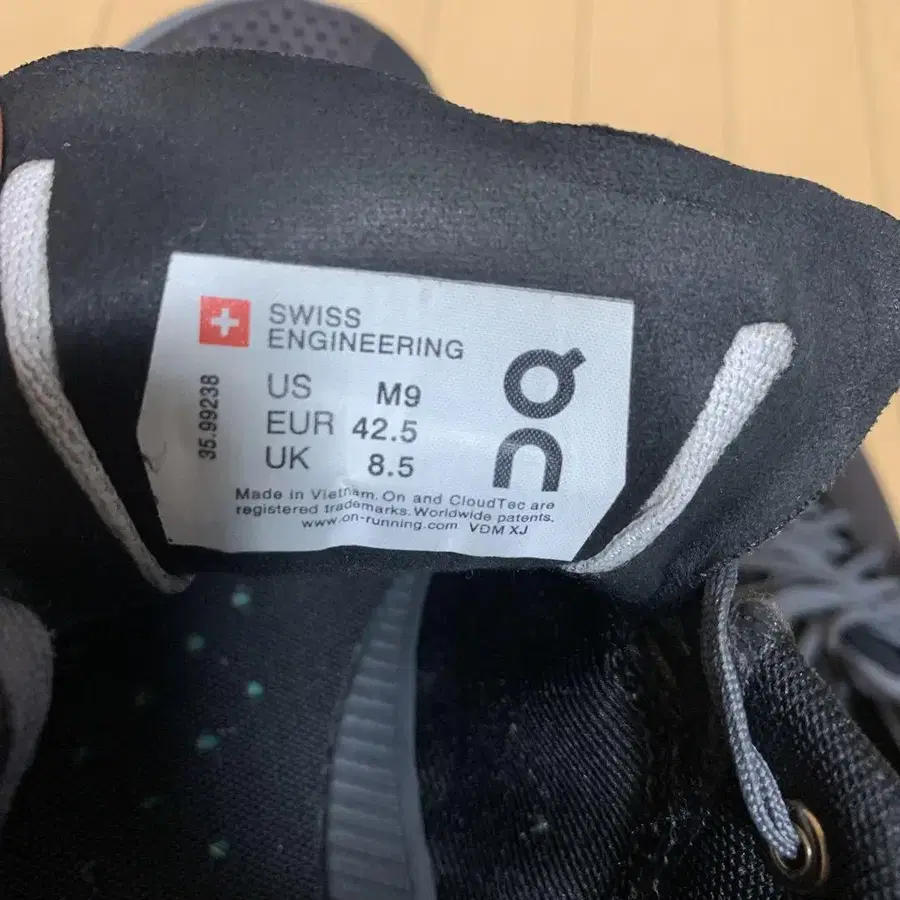 SWISS
ENGINEERING
US M9
EUR 42.5
UK 8.5
35.99238
On
Made in Vietnam. On and CloudTec are
registered trademarks. Worldwide patents.
www.on-running.com VDM XJ